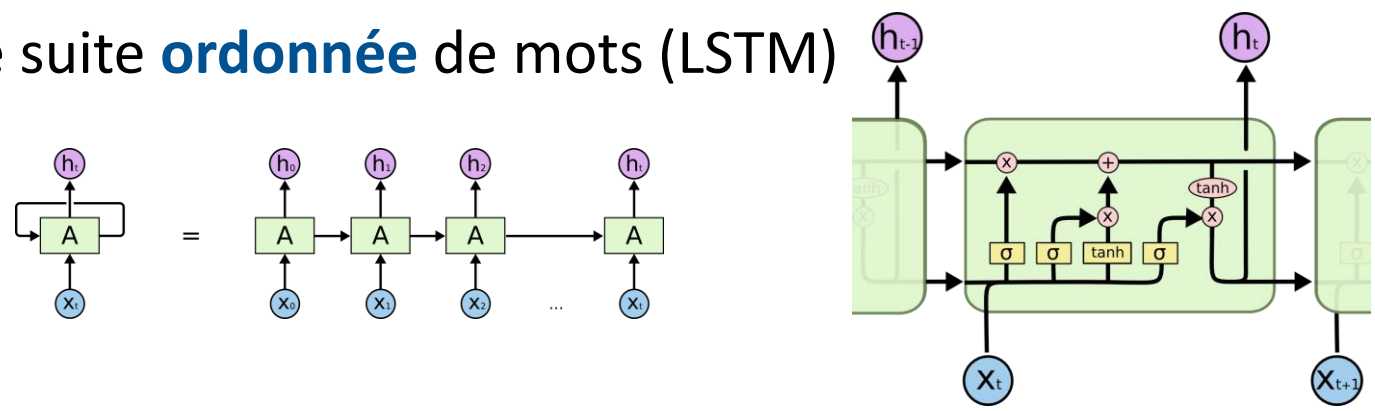 e suite ordonnée de mots (LSTM)
hₜ
A
xₜ
=
h₀ h₁ h₂ hₜ
A A A A
x₀ x₁ x₂ ... xₜ
hₜ₋₁ hₜ
x + x
tanh tanh
x x x
σ σ tanh σ σ
xₜ xₜ₊₁